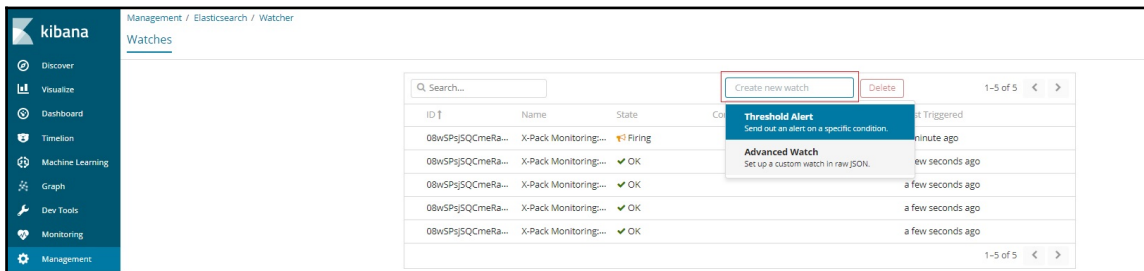 kibana
Management / Elasticsearch / Watcher
Watches
Discover
Visualize
Dashboard
Timelion
Machine Learning
Graph
Dev Tools
Monitoring
Management
Search...
Create new watch
Delete
1–5 of 5
Threshold Alert
Send out an alert on a specific condition.
Advanced Watch
Set up a custom watch in raw JSON.
ID Name State Triggered
08wSPsjSQCmeRa... X-Pack Monitoring:... Firing minute ago
08wSPsjSQCmeRa... X-Pack Monitoring:... OK few seconds ago
08wSPsjSQCmeRa... X-Pack Monitoring:... OK a few seconds ago
08wSPsjSQCmeRa... X-Pack Monitoring:... OK a few seconds ago
08wSPsjSQCmeRa... X-Pack Monitoring:... OK a few seconds ago
1–5 of 5